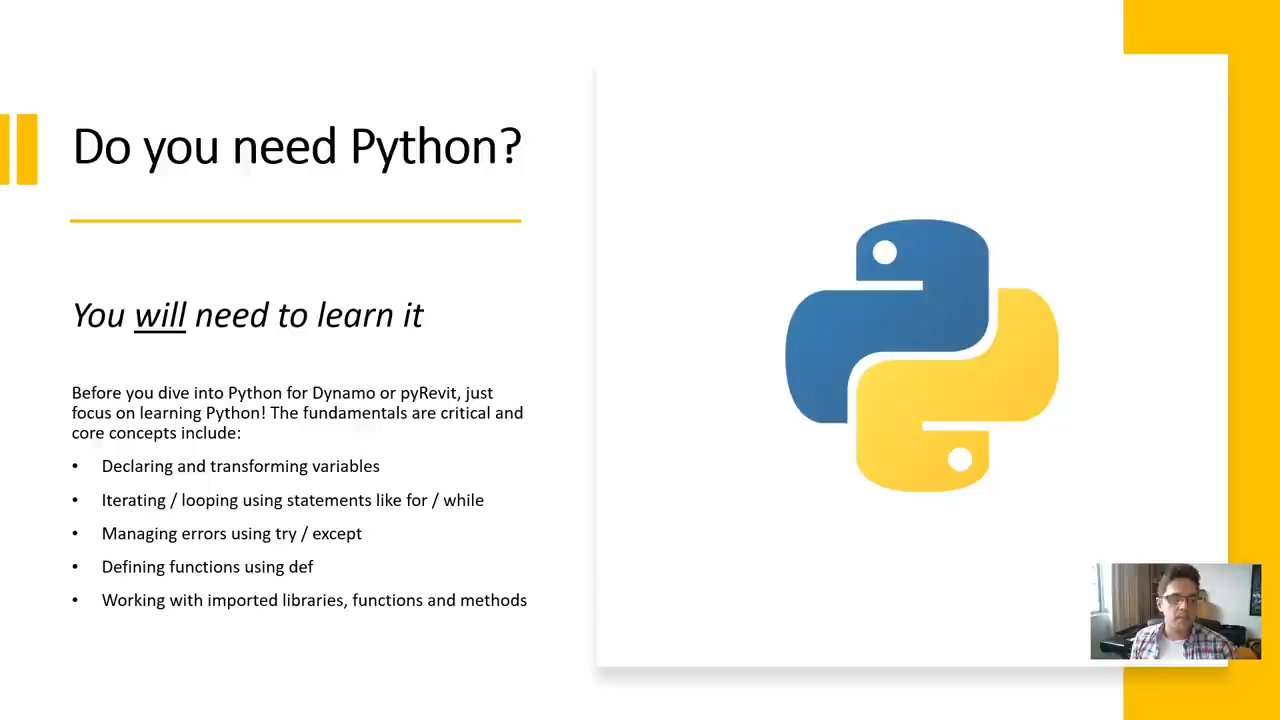 Do you need Python?
You will need to learn it
Before you dive into Python for Dynamo or pyRevit, just
focus on learning Python! The fundamentals are critical and
core concepts include:
• Declaring and transforming variables
• Iterating / looping using statements like for / while
• Managing errors using try / except
• Defining functions using def
• Working with imported libraries, functions and methods